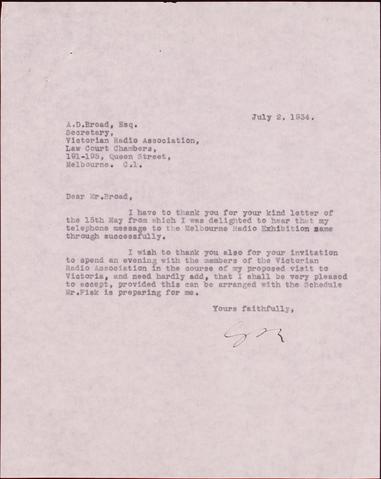 July 2, 1934.
A.D.Broad, Esq.
Secretary,
Victorian Radio Association,
Law Court Chambers,
191-195, Queen Street,
Melbourne. C.1.
Dear Mr.Broad,
I have to thank you for your kind letter of
the 15th May from which I was delighted to hear that my
telephone message to the Melbourne Radio Exhibition came
through successfully.
I wish to thank you also for your invitation
to spend an evening with the members of the Victorian
Radio Association in the course of my proposed visit to
Victoria, and need hardly add, that I shall be very pleased
to accept, provided this can be arranged with the Schedule
Mr.Fisk is preparing for me.
Yours faithfully,